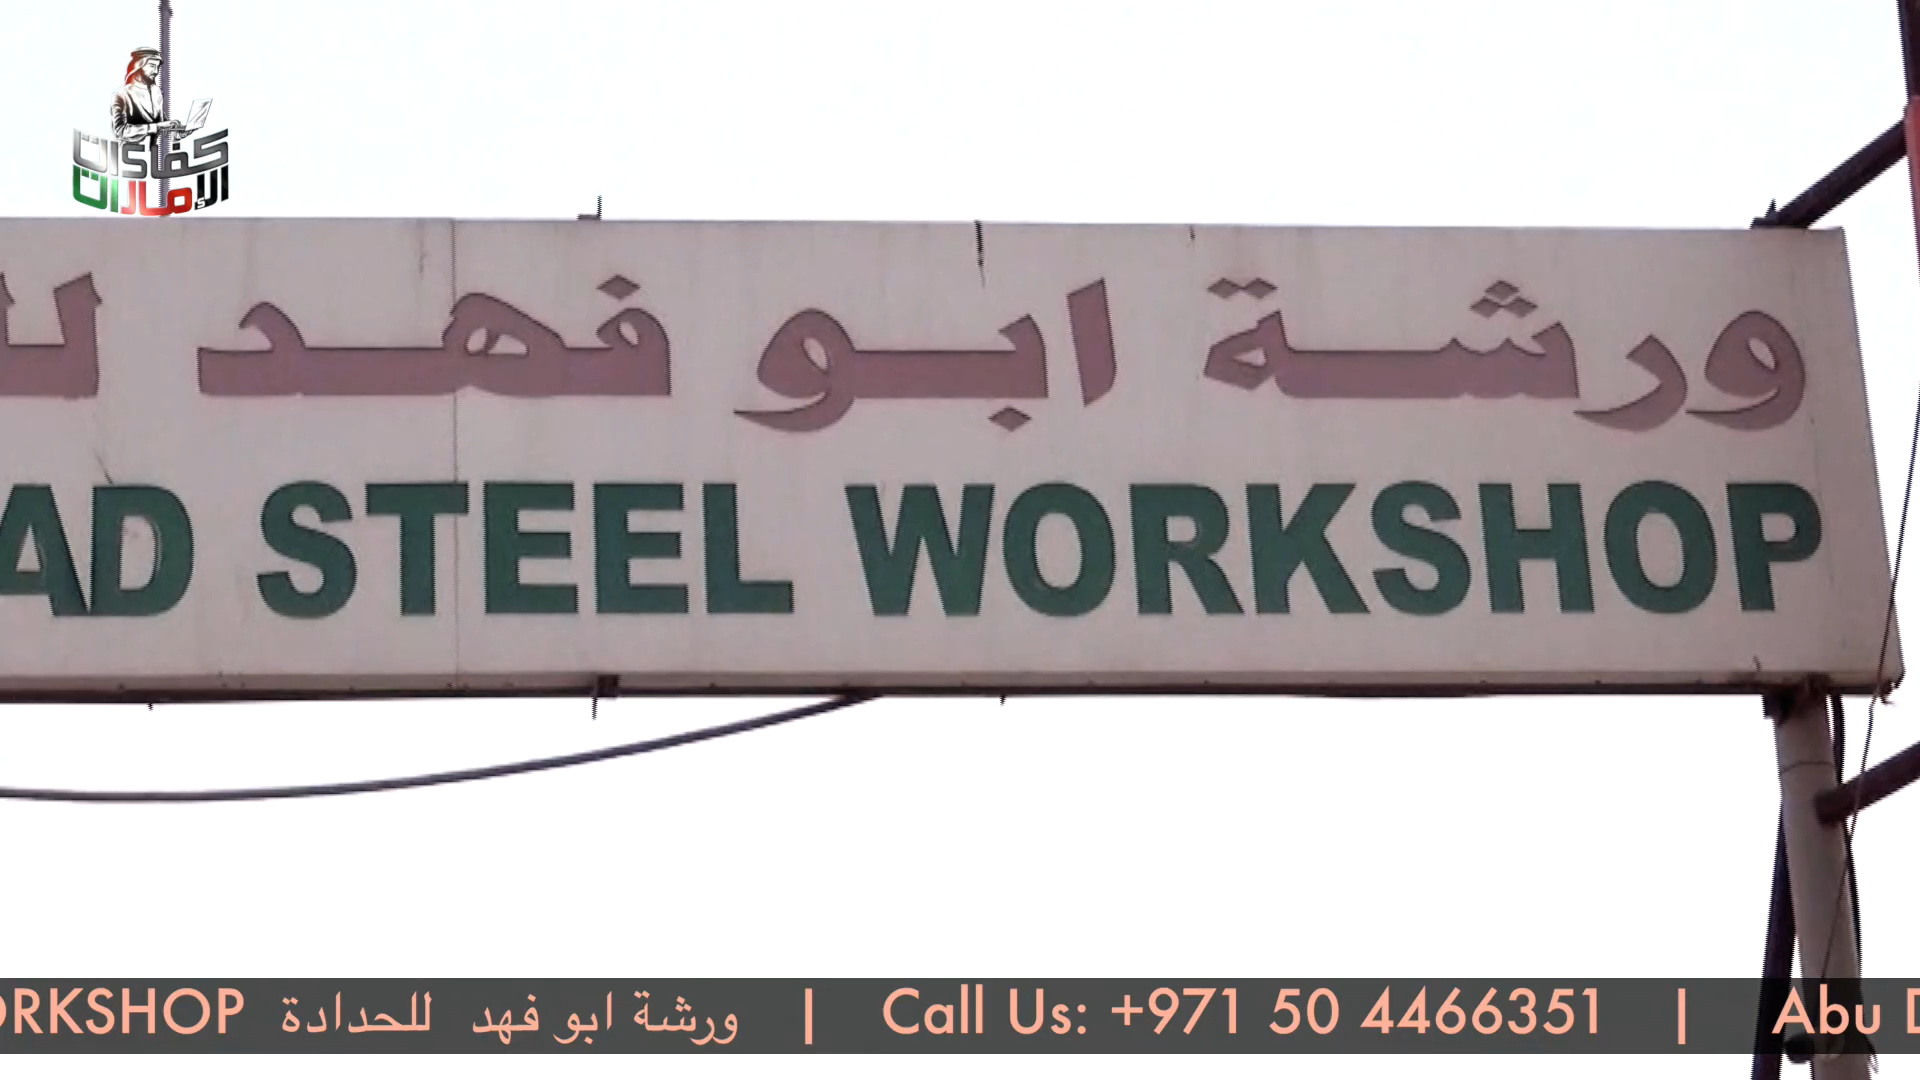 كفاءات
الإمارات
ورشة ابو فهد لل
AD STEEL WORKSHOP
ORKSHOP ورشة ابو فهد للحدادة | Call Us: +971 50 4466351 | Abu D